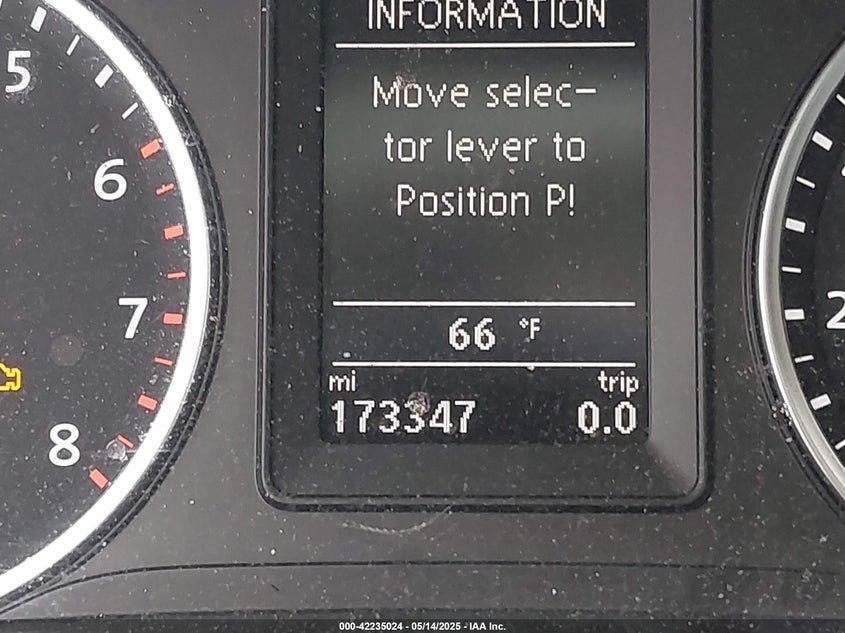 INFORMATION
Move selec-
tor lever to
Position P!
66 °F
mi trip
173347 0.0
5
6
7
8
2
000-42235024 - 05/14/2025 - IAA Inc.